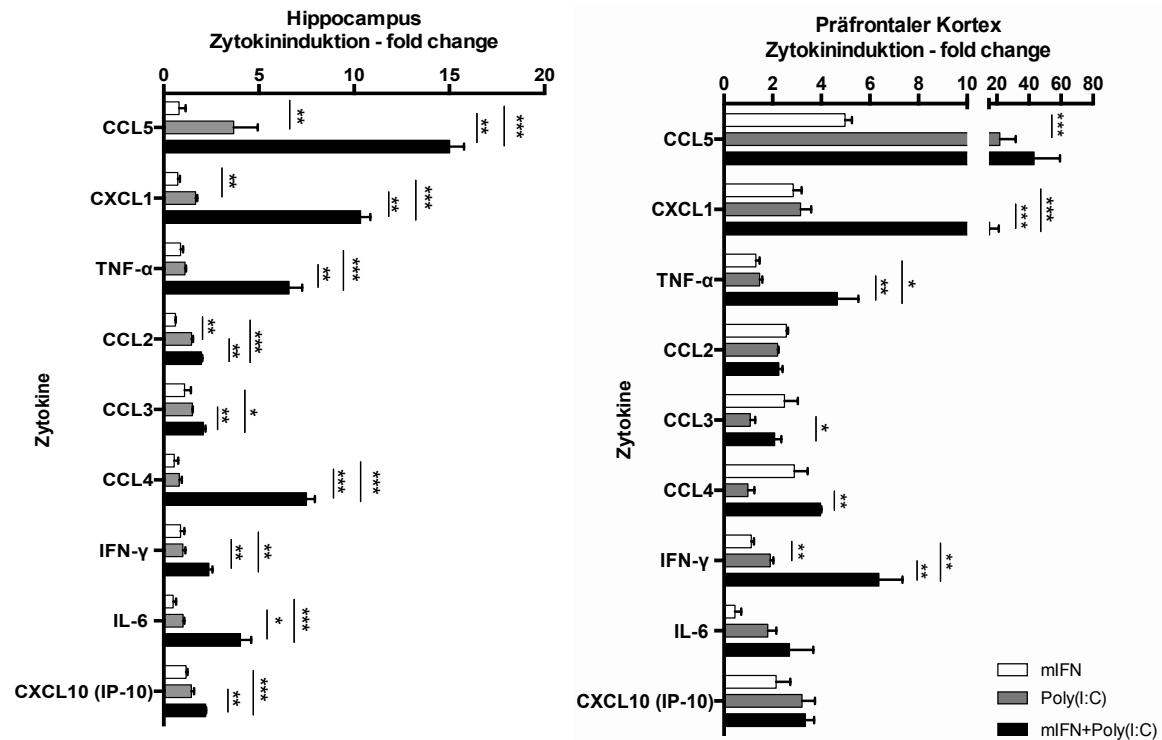 Hippocampus
Zytokininduktion - fold change
0 5 10 15 20
CCL5
**
**
***
CXCL1
**
**
***
TNF-α
**
***
CCL2
**
**
***
CCL3
**
*
CCL4
***
***
IFN-γ
**
**
IL-6
*
***
CXCL10 (IP-10)
**
***
Zytokine
Präfrontaler Kortex
Zytokininduktion - fold change
0 2 4 6 8 10 20 40 60 80
CCL5
***
CXCL1
***
***
TNF-α
**
*
CCL2
CCL3
*
CCL4
**
IFN-γ
**
**
**
IL-6
CXCL10 (IP-10)
Zytokine
mIFN
Poly(I:C)
mIFN+Poly(I:C)